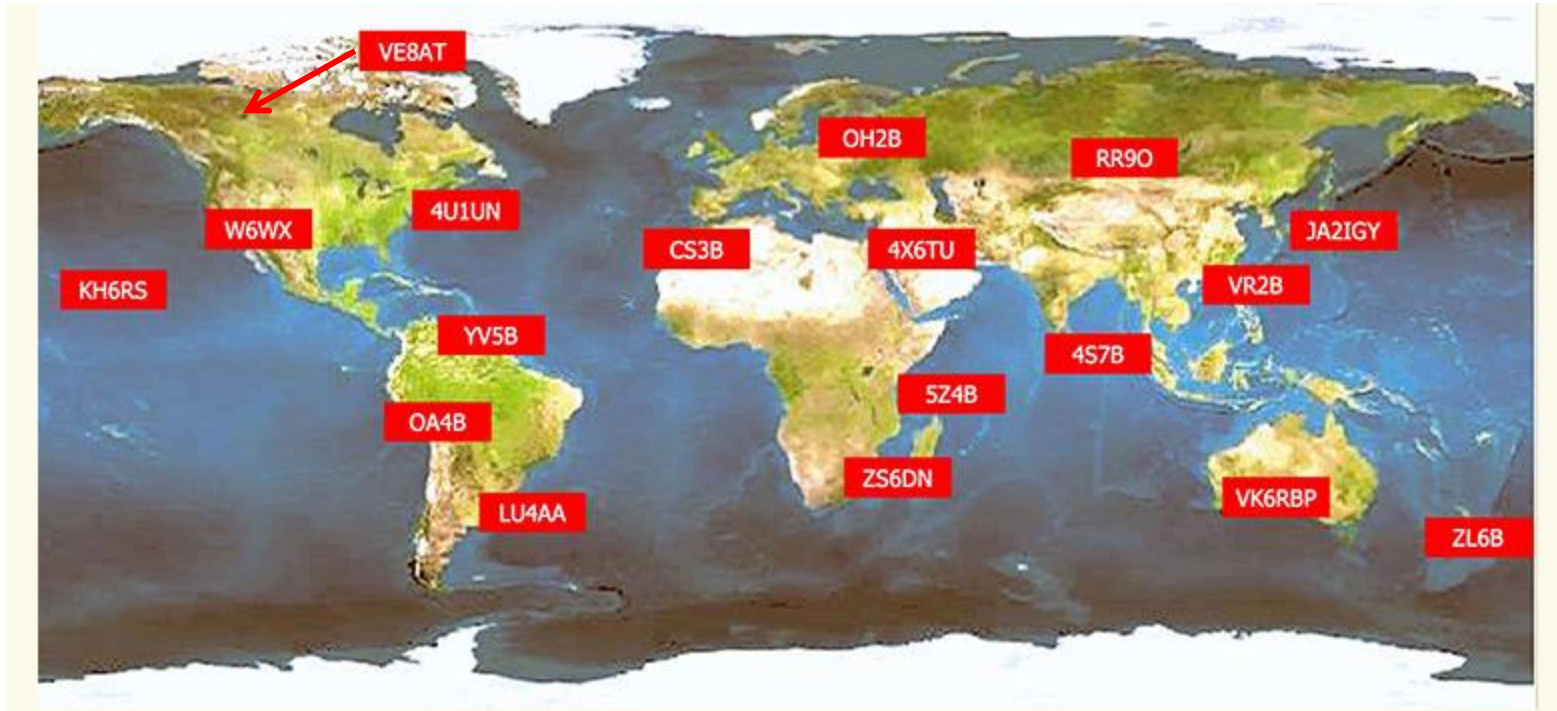 VE8AT
OH2B
RR9O
4U1UN
W6WX
JA2IGY
CS3B
4X6TU
KH6RS
VR2B
YV5B
4S7B
5Z4B
OA4B
ZS6DN
VK6RBP
LU4AA
ZL6B